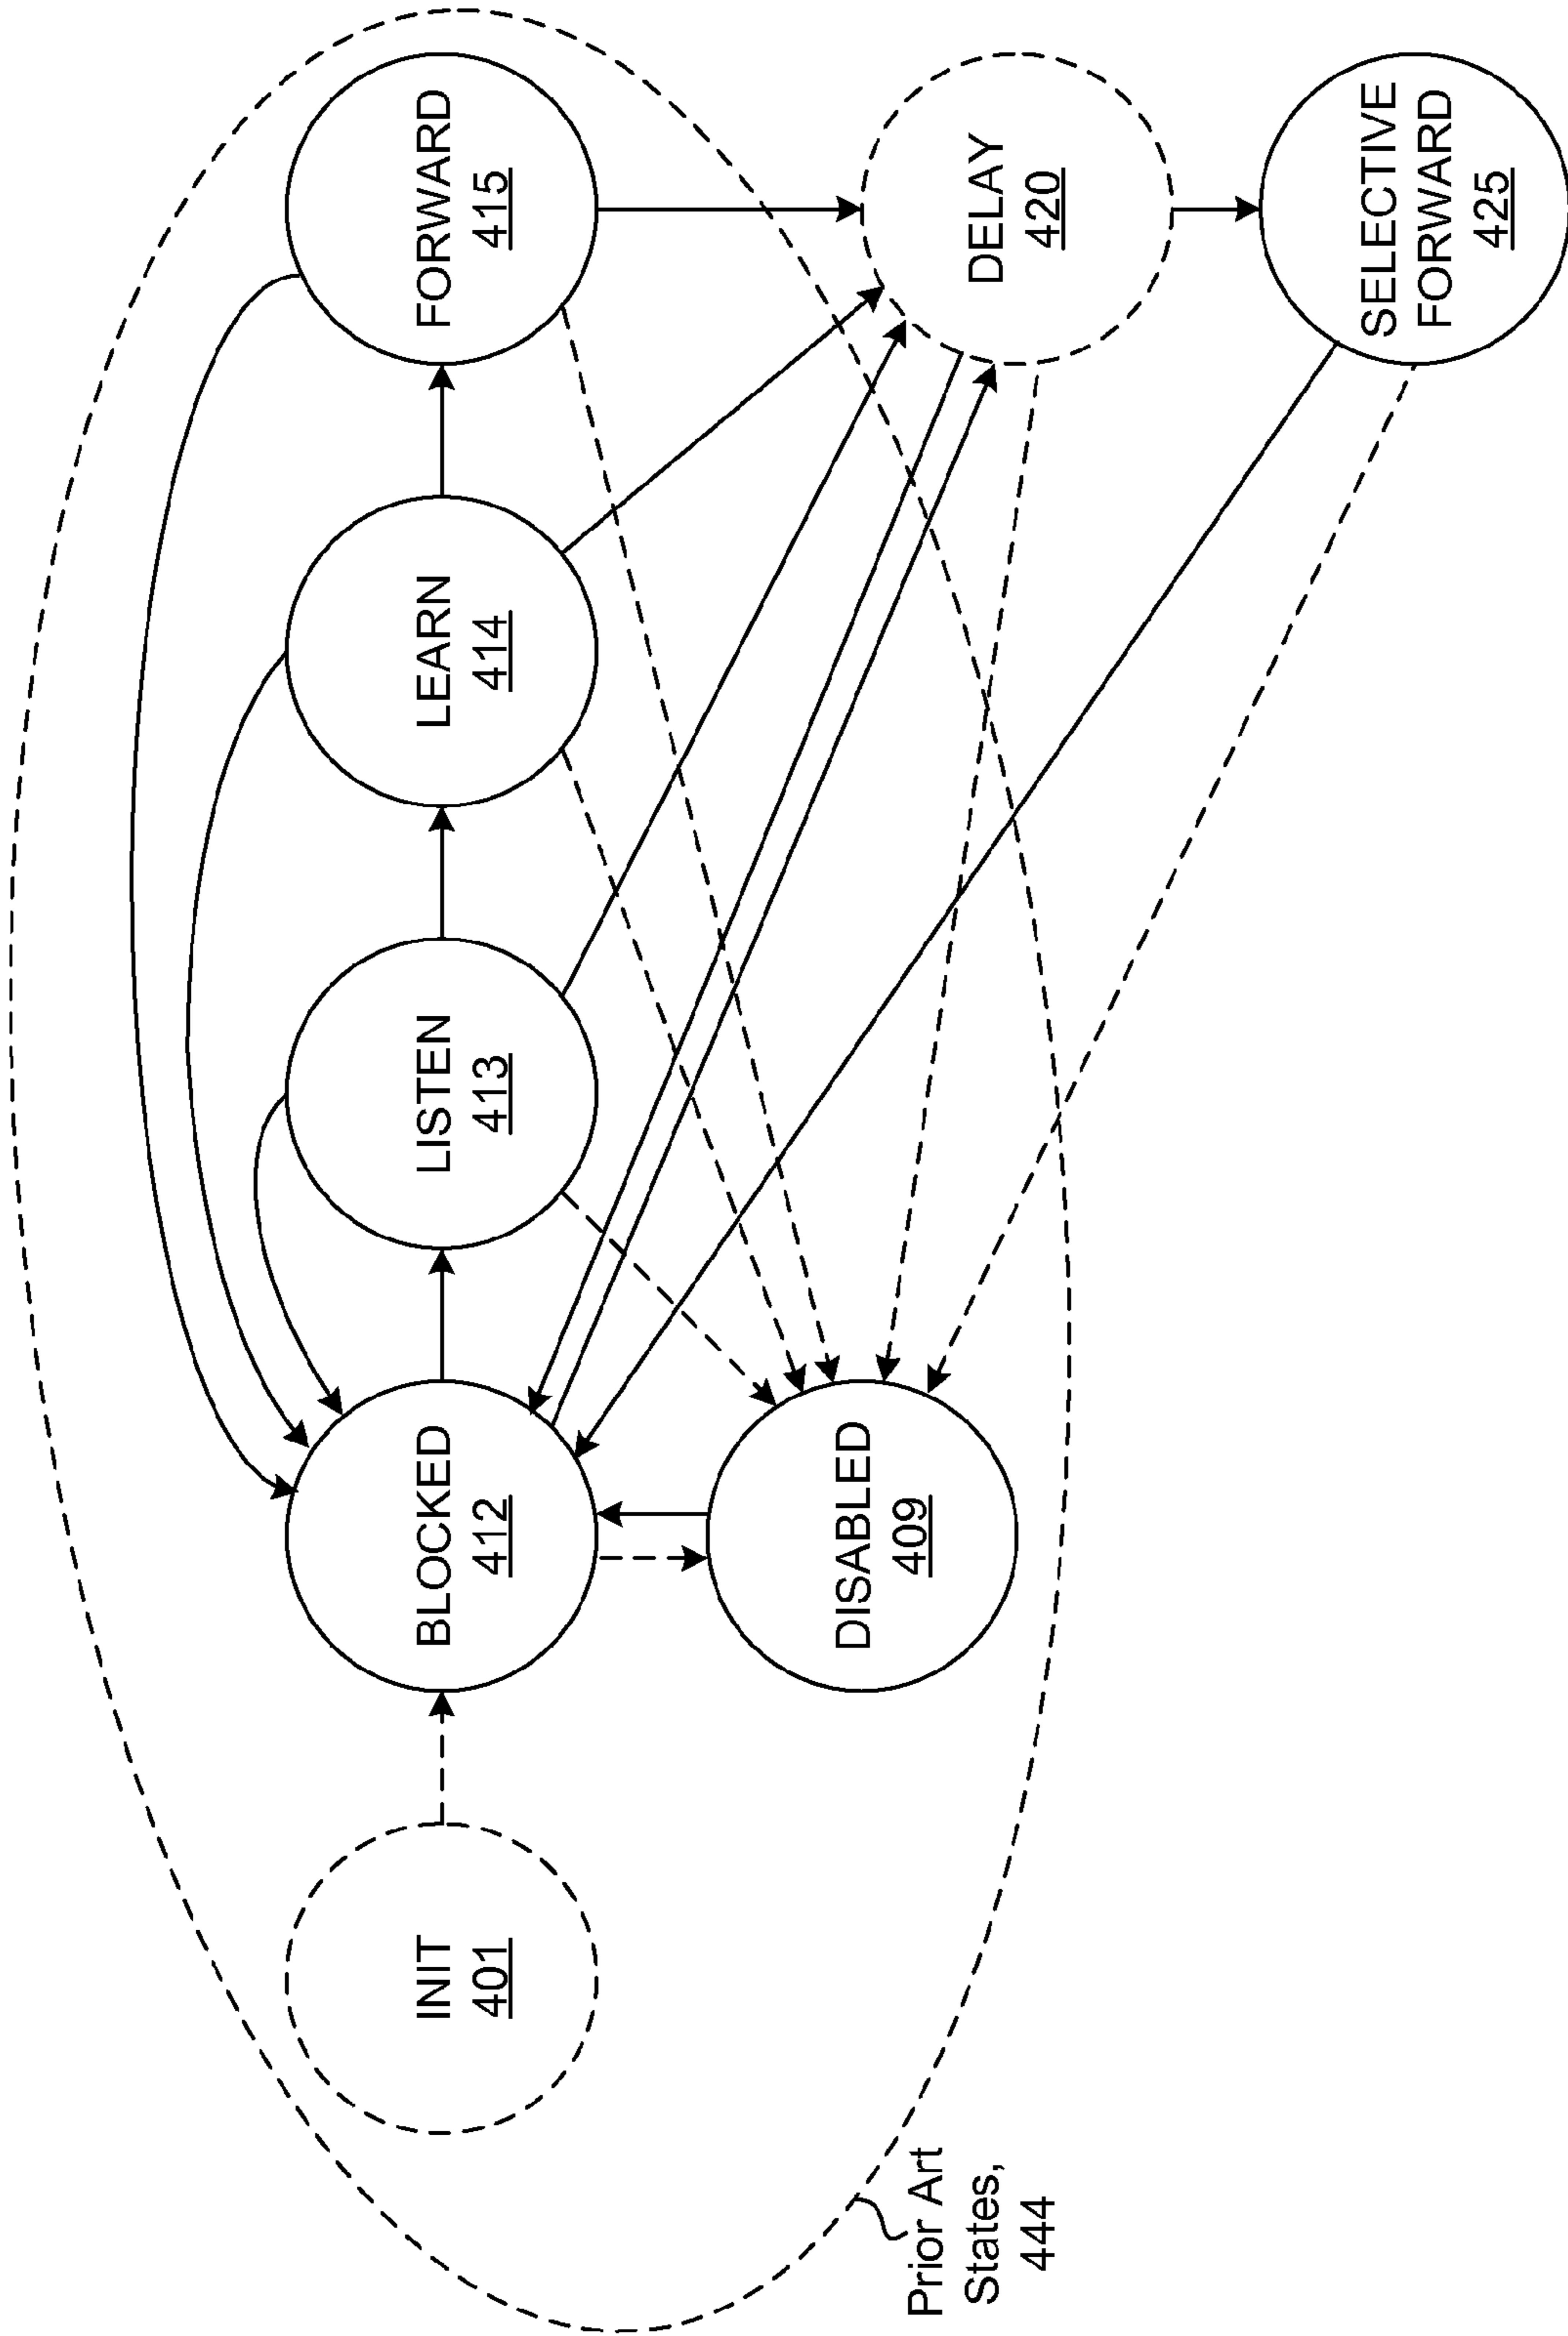 INIT
401
BLOCKED
412
LISTEN
413
LEARN
414
FORWARD
415
DISABLED
409
DELAY
420
SELECTIVE
FORWARD
425
Prior Art
States,
444